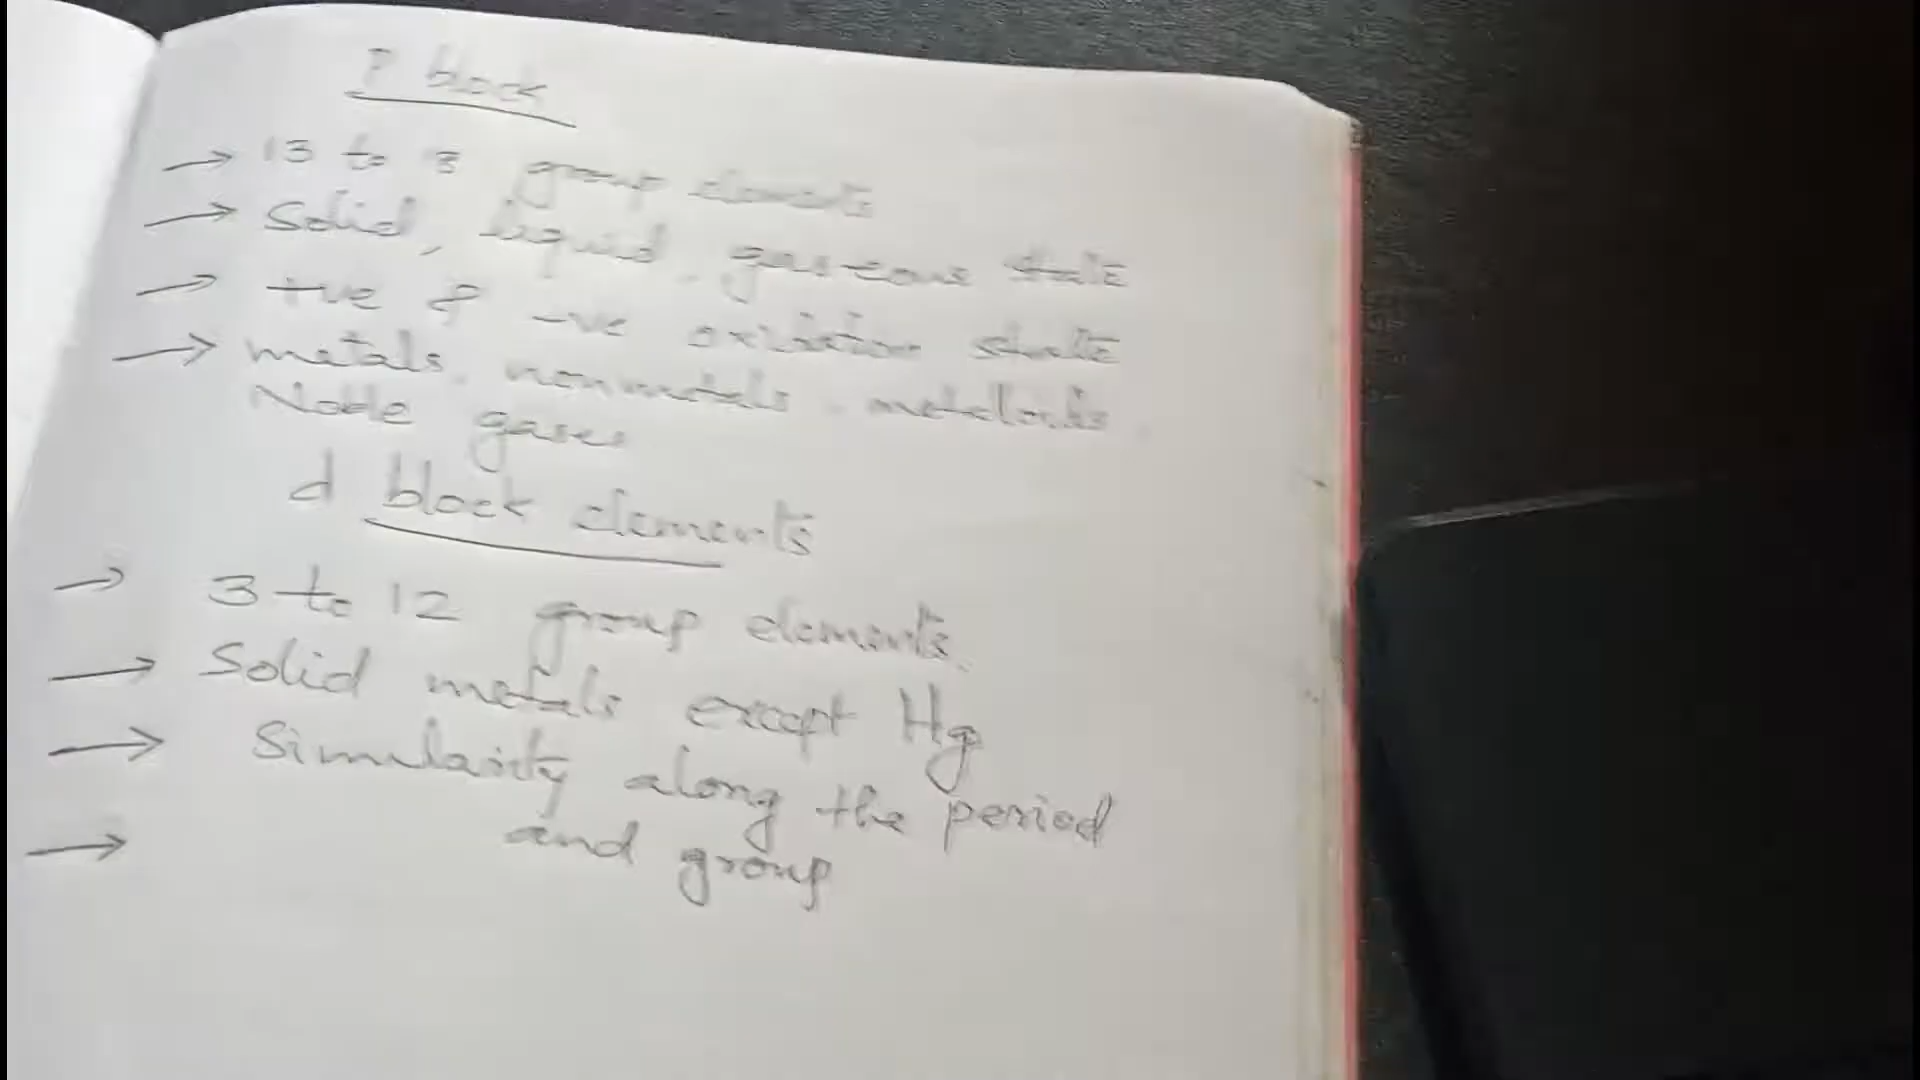 P block
→ 13 to 18 group elements
→ Solid, liquid, gaseous state
→ +ve & -ve oxidation state
→ metals, nonmetals, metalloids,
Noble gases
d block elements
→ 3 to 12 group elements.
→ Solid metals except Hg
→ Similarity along the period
→ and group